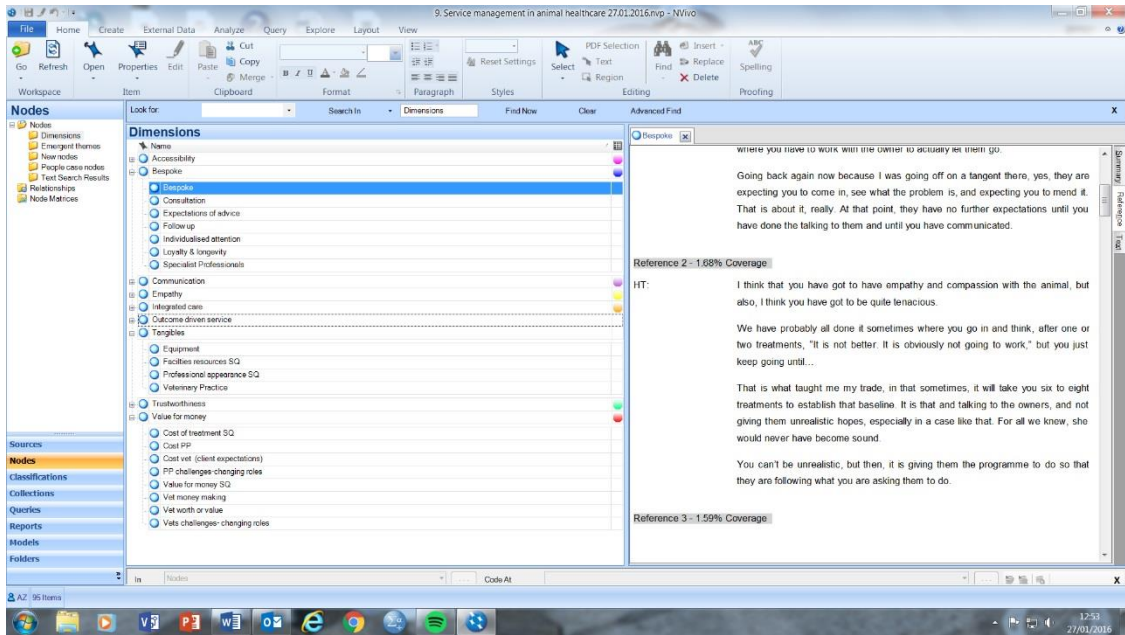 9. Service management in animal healthcare 27.01.2016.nvp - NVivo
File Home Create External Data Analyze Query Explore Layout View
Go Refresh Open Properties Edit Paste Cut Copy Merge
B I U
Reset Settings
Select PDF Selection Text Region Find Insert Replace Delete
ABC Spelling
Workspace Item Clipboard Format Paragraph Styles Editing Proofing
Nodes
Look for: Search In Dimensions Find Now Clear Advanced Find X
Nodes
Dimensions
Emergent themes
New nodes
People case nodes
Text Search Results
Relationships
Node Matrices
Sources
Nodes
Classifications
Collections
Queries
Reports
Models
Folders
Dimensions
Name
Accessibility
Bespoke
Bespoke
Consultation
Expectations of advice
Follow up
Individualised attention
Loyalty & longevity
Specialist Professionals
Communication
Empathy
Integrated care
Outcome driven service
Tangibles
Equipment
Facilties resources SQ
Professional appearance SQ
Veterinary Practice
Trustworthiness
Value for money
Cost of treatment SQ
Cost PP
Cost vet (client expectations)
PP challenges-changing roles
Value for money SQ
Vet money making
Vet worth or value
Vets challenges- changing roles
Bespoke
where you have to work with the owner to actually let them go.
Going back again now because I was going off on a tangent there, yes, they are
expecting you to come in, see what the problem is, and expecting you to mend it.
That is about it, really. At that point, they have no further expectations until you
have done the talking to them and until you have communicated.
Reference 2 - 1.68% Coverage
HT: I think that you have got to have empathy and compassion with the animal, but
also, I think you have got to be quite tenacious.
We have probably all done it sometimes where you go in and think, after one or
two treatments, "It is not better. It is obviously not going to work," but you just
keep going until...
That is what taught me my trade, in that sometimes, it will take you six to eight
treatments to establish that baseline. It is that and talking to the owners, and not
giving them unrealistic hopes, especially in a case like that. For all we knew, she
would never have become sound.
You can't be unrealistic, but then, it is giving them the programme to do so that
they are following what you are asking them to do.
Reference 3 - 1.59% Coverage
Summary
Reference
Text
In Nodes ... Code At ... X
AZ 95 Items
12:53
27/01/2016